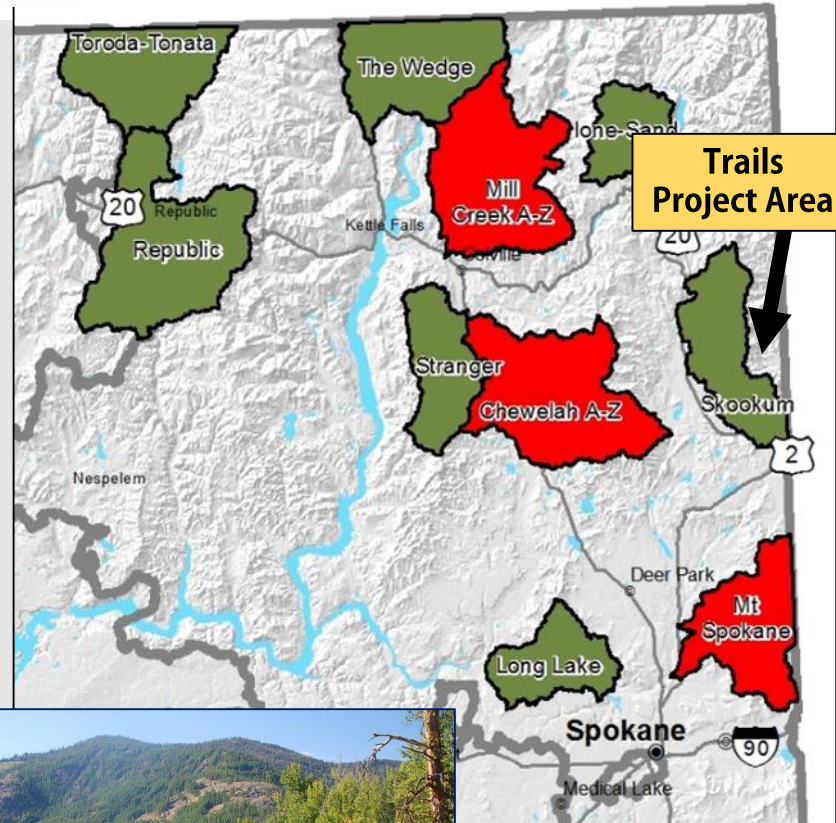 Toroda-Tonata
The Wedge
Ione-Sand
Trails
Project Area
Mill
Creek A-Z
20
Republic
Kettle Falls
20
Republic
Colville
Stranger
Chewelah A-Z
Skookum
2
Nespelem
Deer Park
Mt
Spokane
Long Lake
Spokane
90
Medical Lake